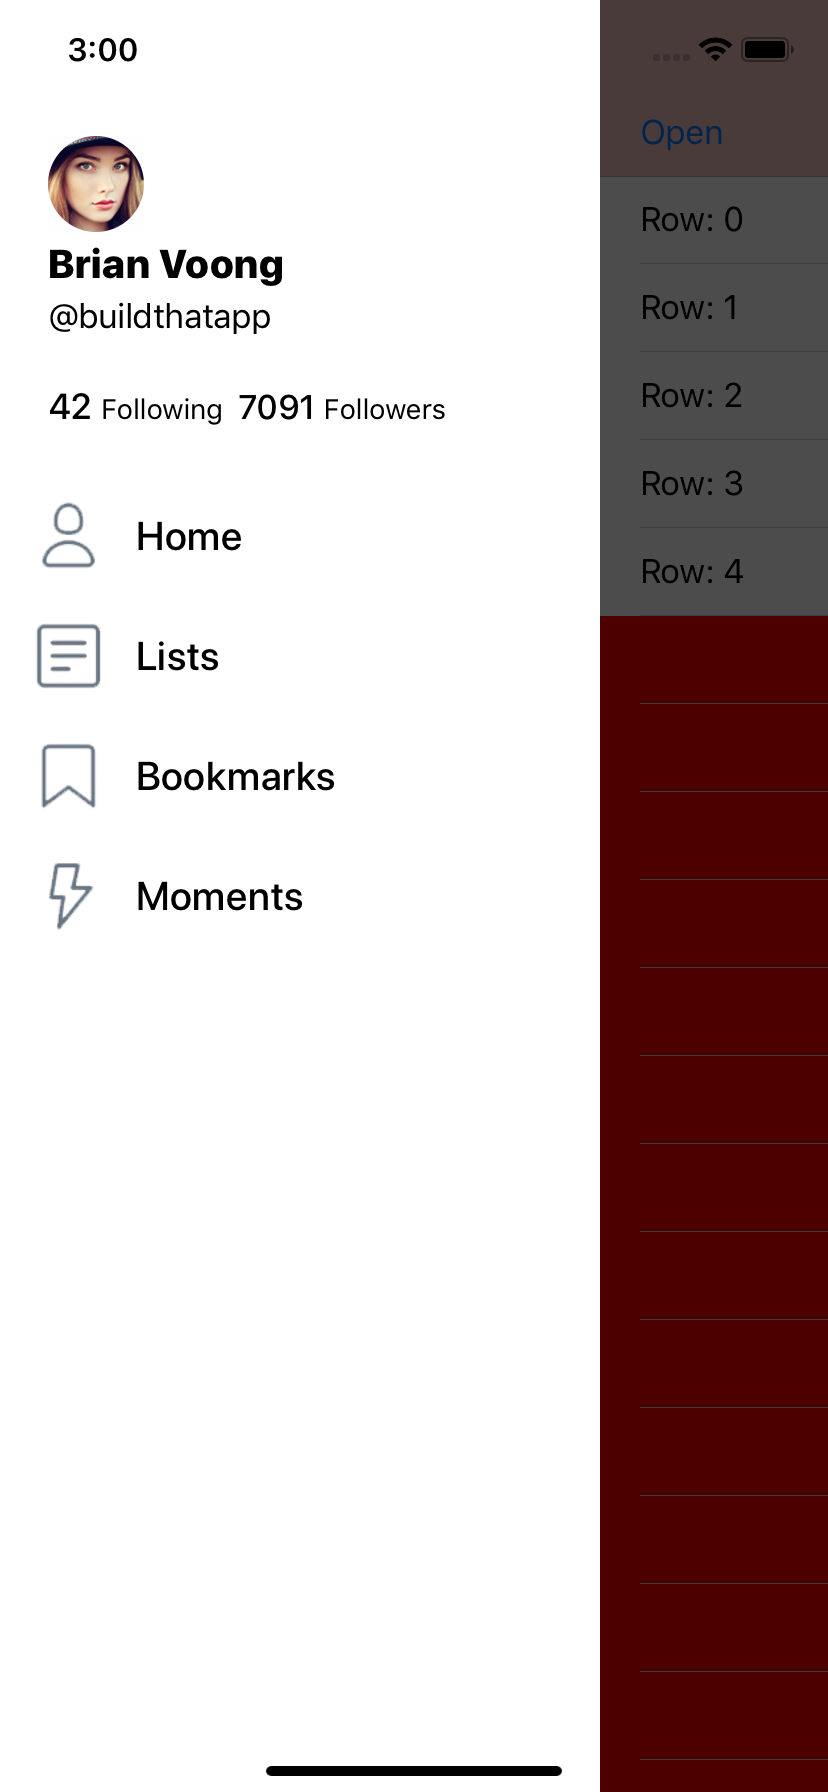 3:00
Brian Voong
@buildthatapp
42 Following 7091 Followers
Home
Lists
Bookmarks
Moments
Open
Row: 0
Row: 1
Row: 2
Row: 3
Row: 4